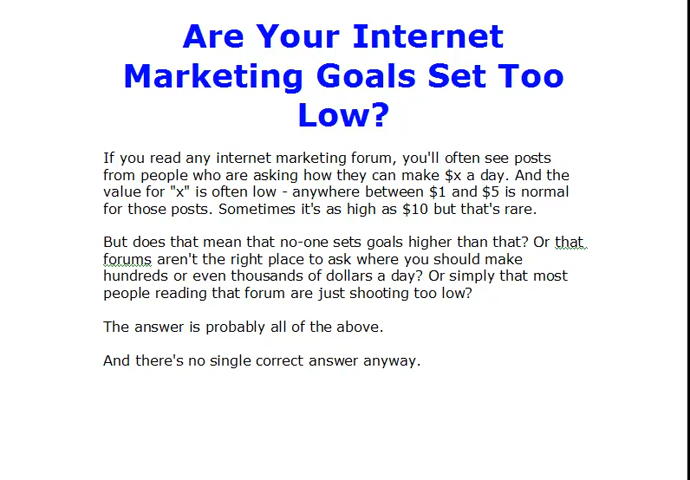 Are Your Internet
Marketing Goals Set Too
Low?
If you read any internet marketing forum, you'll often see posts
from people who are asking how they can make $x a day. And the
value for "x" is often low - anywhere between $1 and $5 is normal
for those posts. Sometimes it's as high as $10 but that's rare.
But does that mean that no-one sets goals higher than that? Or that
forums aren't the right place to ask where you should make
hundreds or even thousands of dollars a day? Or simply that most
people reading that forum are just shooting too low?
The answer is probably all of the above.
And there's no single correct answer anyway.